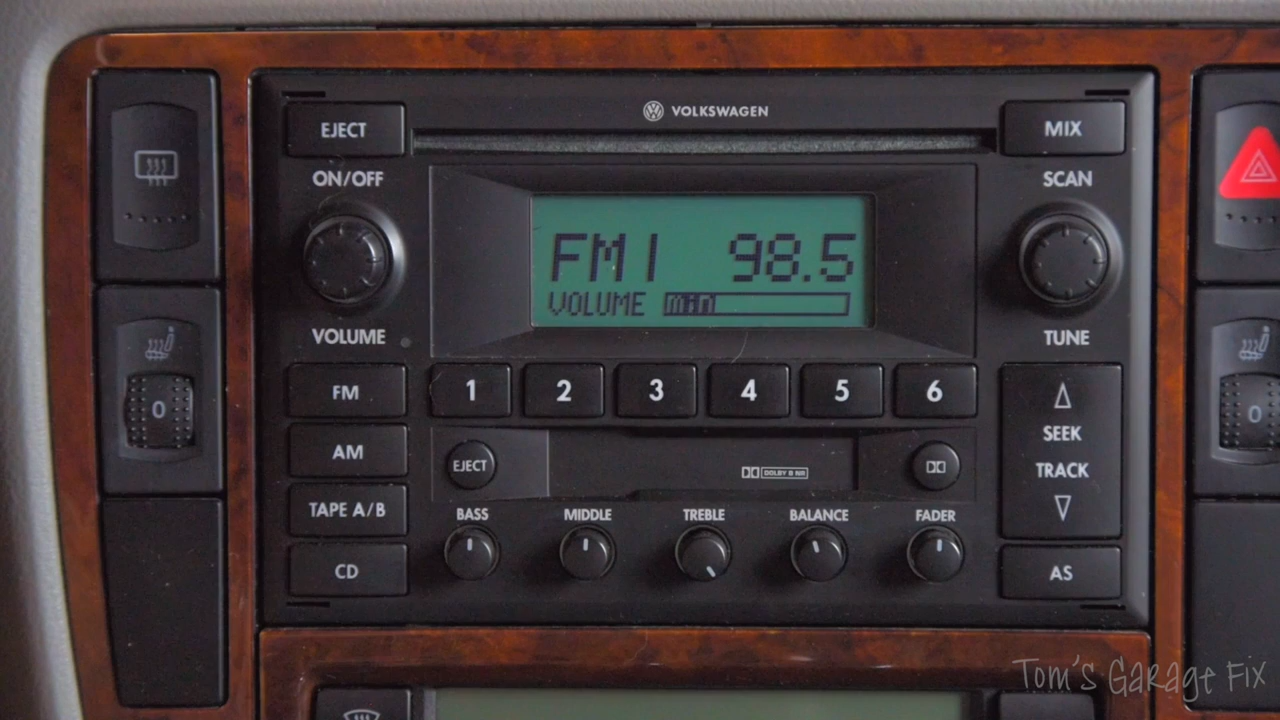 VOLKSWAGEN
EJECT
MIX
ON/OFF
SCAN
FM1 98.5
VOLUME min
VOLUME
TUNE
FM
1 2 3 4 5 6
SEEK
AM
0
0
EJECT
DOLBY B NR
TRACK
TAPE A/B
BASS MIDDLE TREBLE BALANCE FADER
CD
AS
Tom's Garage Fix